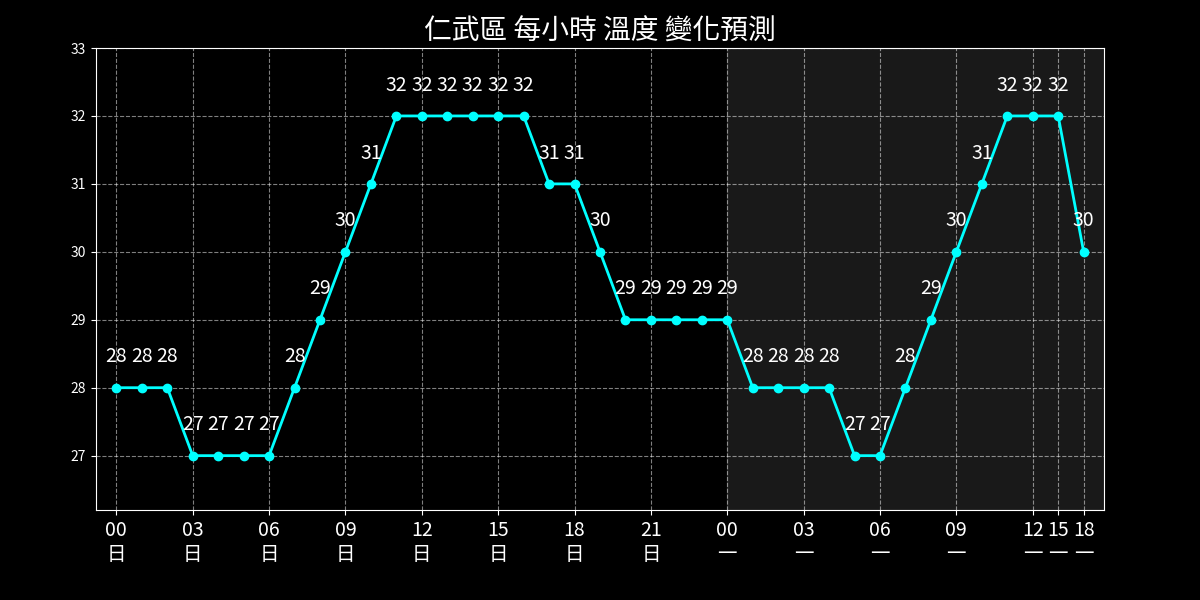 仁武區 每小時 溫度 變化預測
33
32 32 32 32 32 32 32 32 32
32
31 31 31 31
31
30 30 30 30
30
29 29 29 29 29 29 29
29
28 28 28 28 28 28 28 28 28
28
27 27 27 27 27 27
27
00 03 06 09 12 15 18 21 00 03 06 09 12 15 18
日 日 日 日 日 日 日 日 一 一 一 一 一 一 一